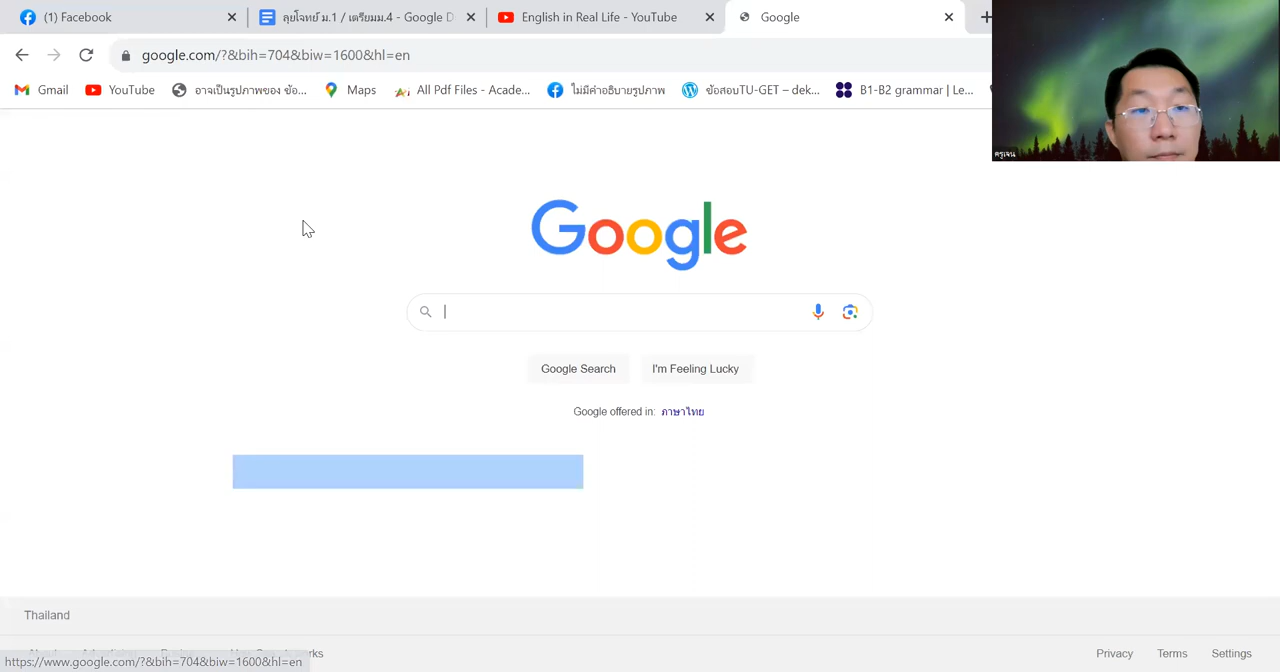 (1) Facebook
ลุยโจทย์ ม.1 / เตรียมม.4 - Google D
English in Real Life - YouTube
Google
google.com/?&bih=704&biw=1600&hl=en
Gmail
YouTube
อาจเป็นรูปภาพของ ข้อ...
Maps
All Pdf Files - Acade...
ไม่มีคำอธิบายรูปภาพ
ข้อสอบTU-GET – dek...
B1-B2 grammar | Le...
ครูเจน
Google
Google Search
I'm Feeling Lucky
Google offered in: ภาษาไทย
Thailand
Privacy
Terms
Settings
https://www.google.com/?&bih=704&biw=1600&hl=en